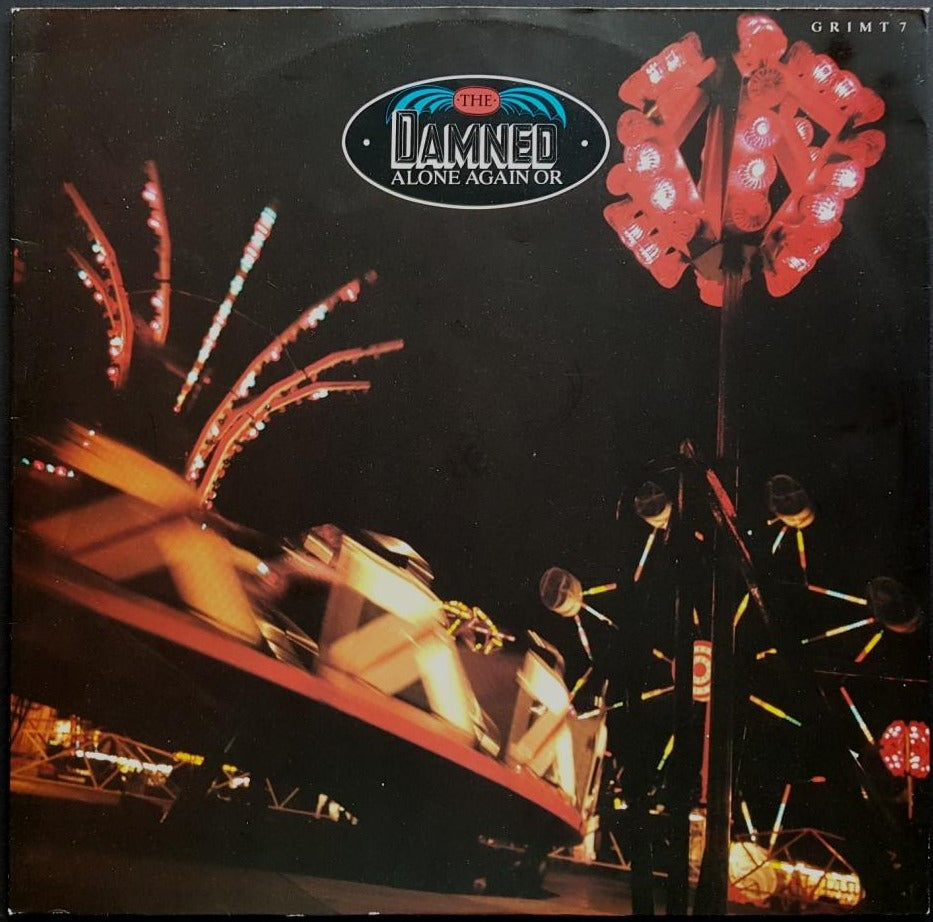 GRIMT 7
·THE·
DAMNED
ALONE AGAIN OR